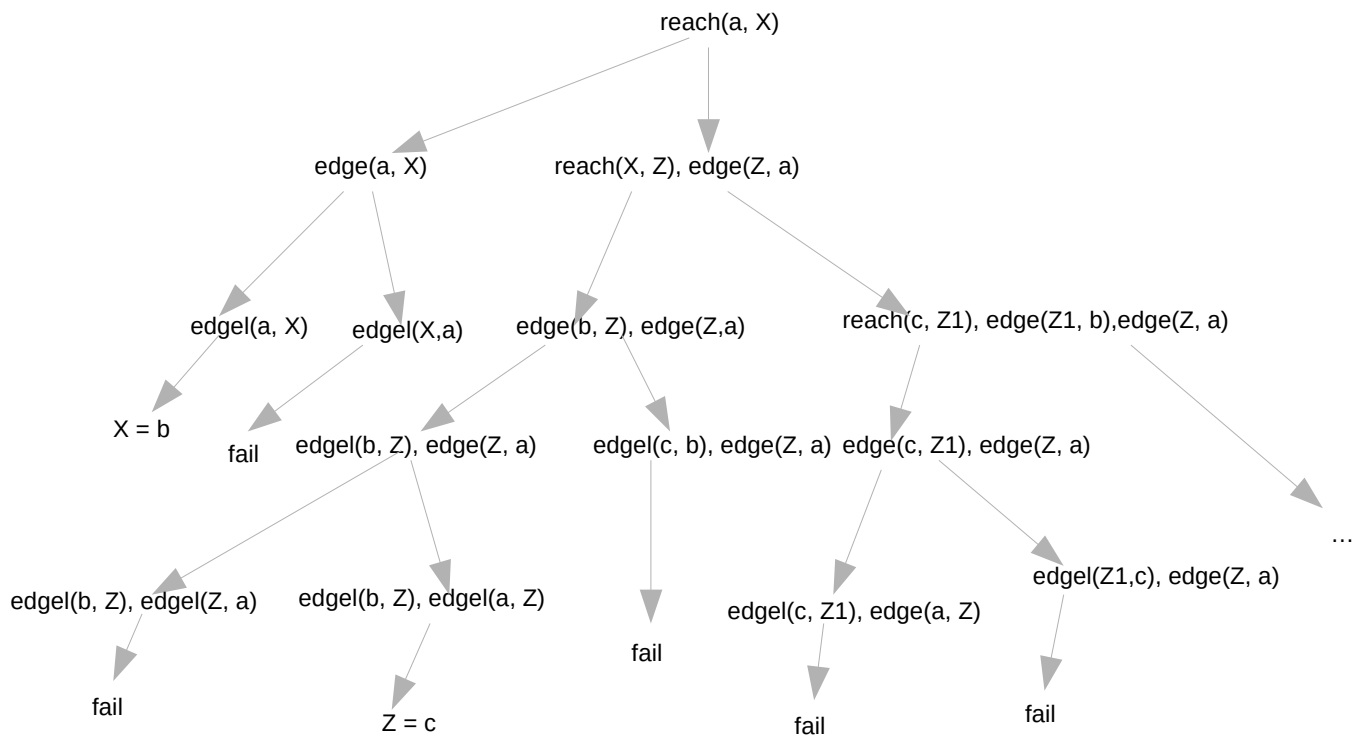 reach(a, X)
edge(a, X)
reach(X, Z), edge(Z, a)
edgel(a, X)
edgel(X,a)
edge(b, Z), edge(Z,a)
reach(c, Z1), edge(Z1, b),edge(Z, a)
X = b
fail
edgel(b, Z), edge(Z, a)
edgel(c, b), edge(Z, a)
edge(c, Z1), edge(Z, a)
...
edgel(b, Z), edgel(Z, a)
edgel(b, Z), edgel(a, Z)
edgel(c, Z1), edge(a, Z)
edgel(Z1,c), edge(Z, a)
fail
fail
Z = c
fail
fail